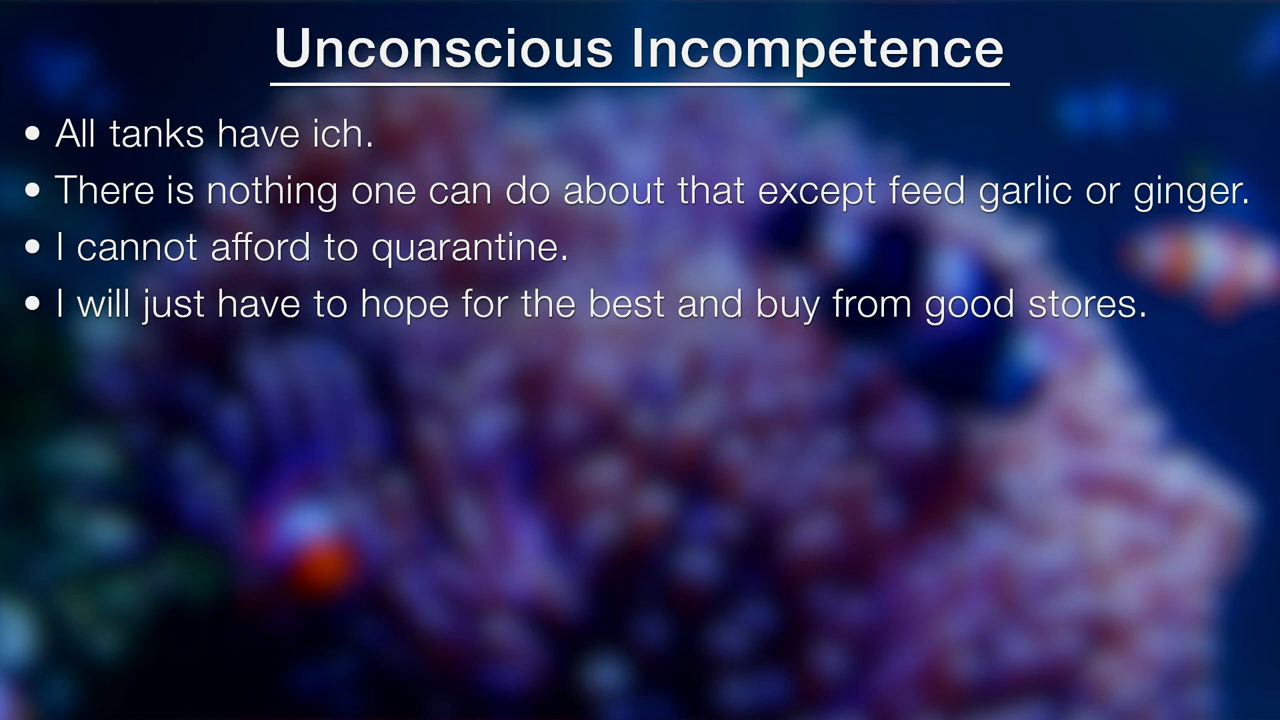 Unconscious Incompetence
• All tanks have ich.
• There is nothing one can do about that except feed garlic or ginger.
• I cannot afford to quarantine.
• I will just have to hope for the best and buy from good stores.